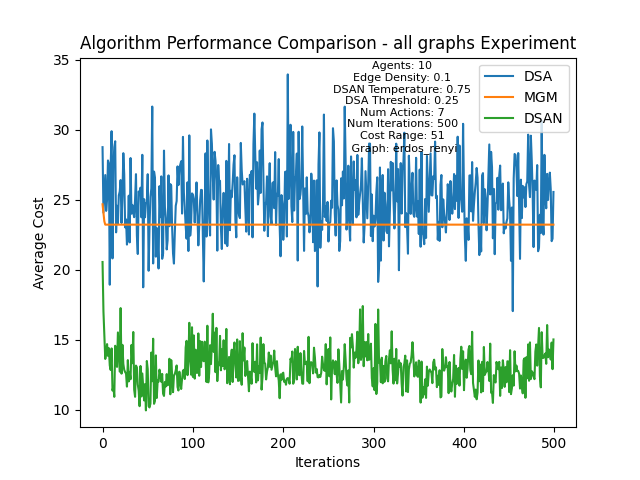 Algorithm Performance Comparison - all graphs Experiment
Agents: 10
Edge Density: 0.1
DSAN Temperature: 0.75
DSA Threshold: 0.25
Num Actions: 7
Num Iterations: 500
Cost Range: 51
Graph: erdos_renyi
DSA
MGM
DSAN
35
30
25
20
15
10
Average Cost
0
100
200
300
400
500
Iterations